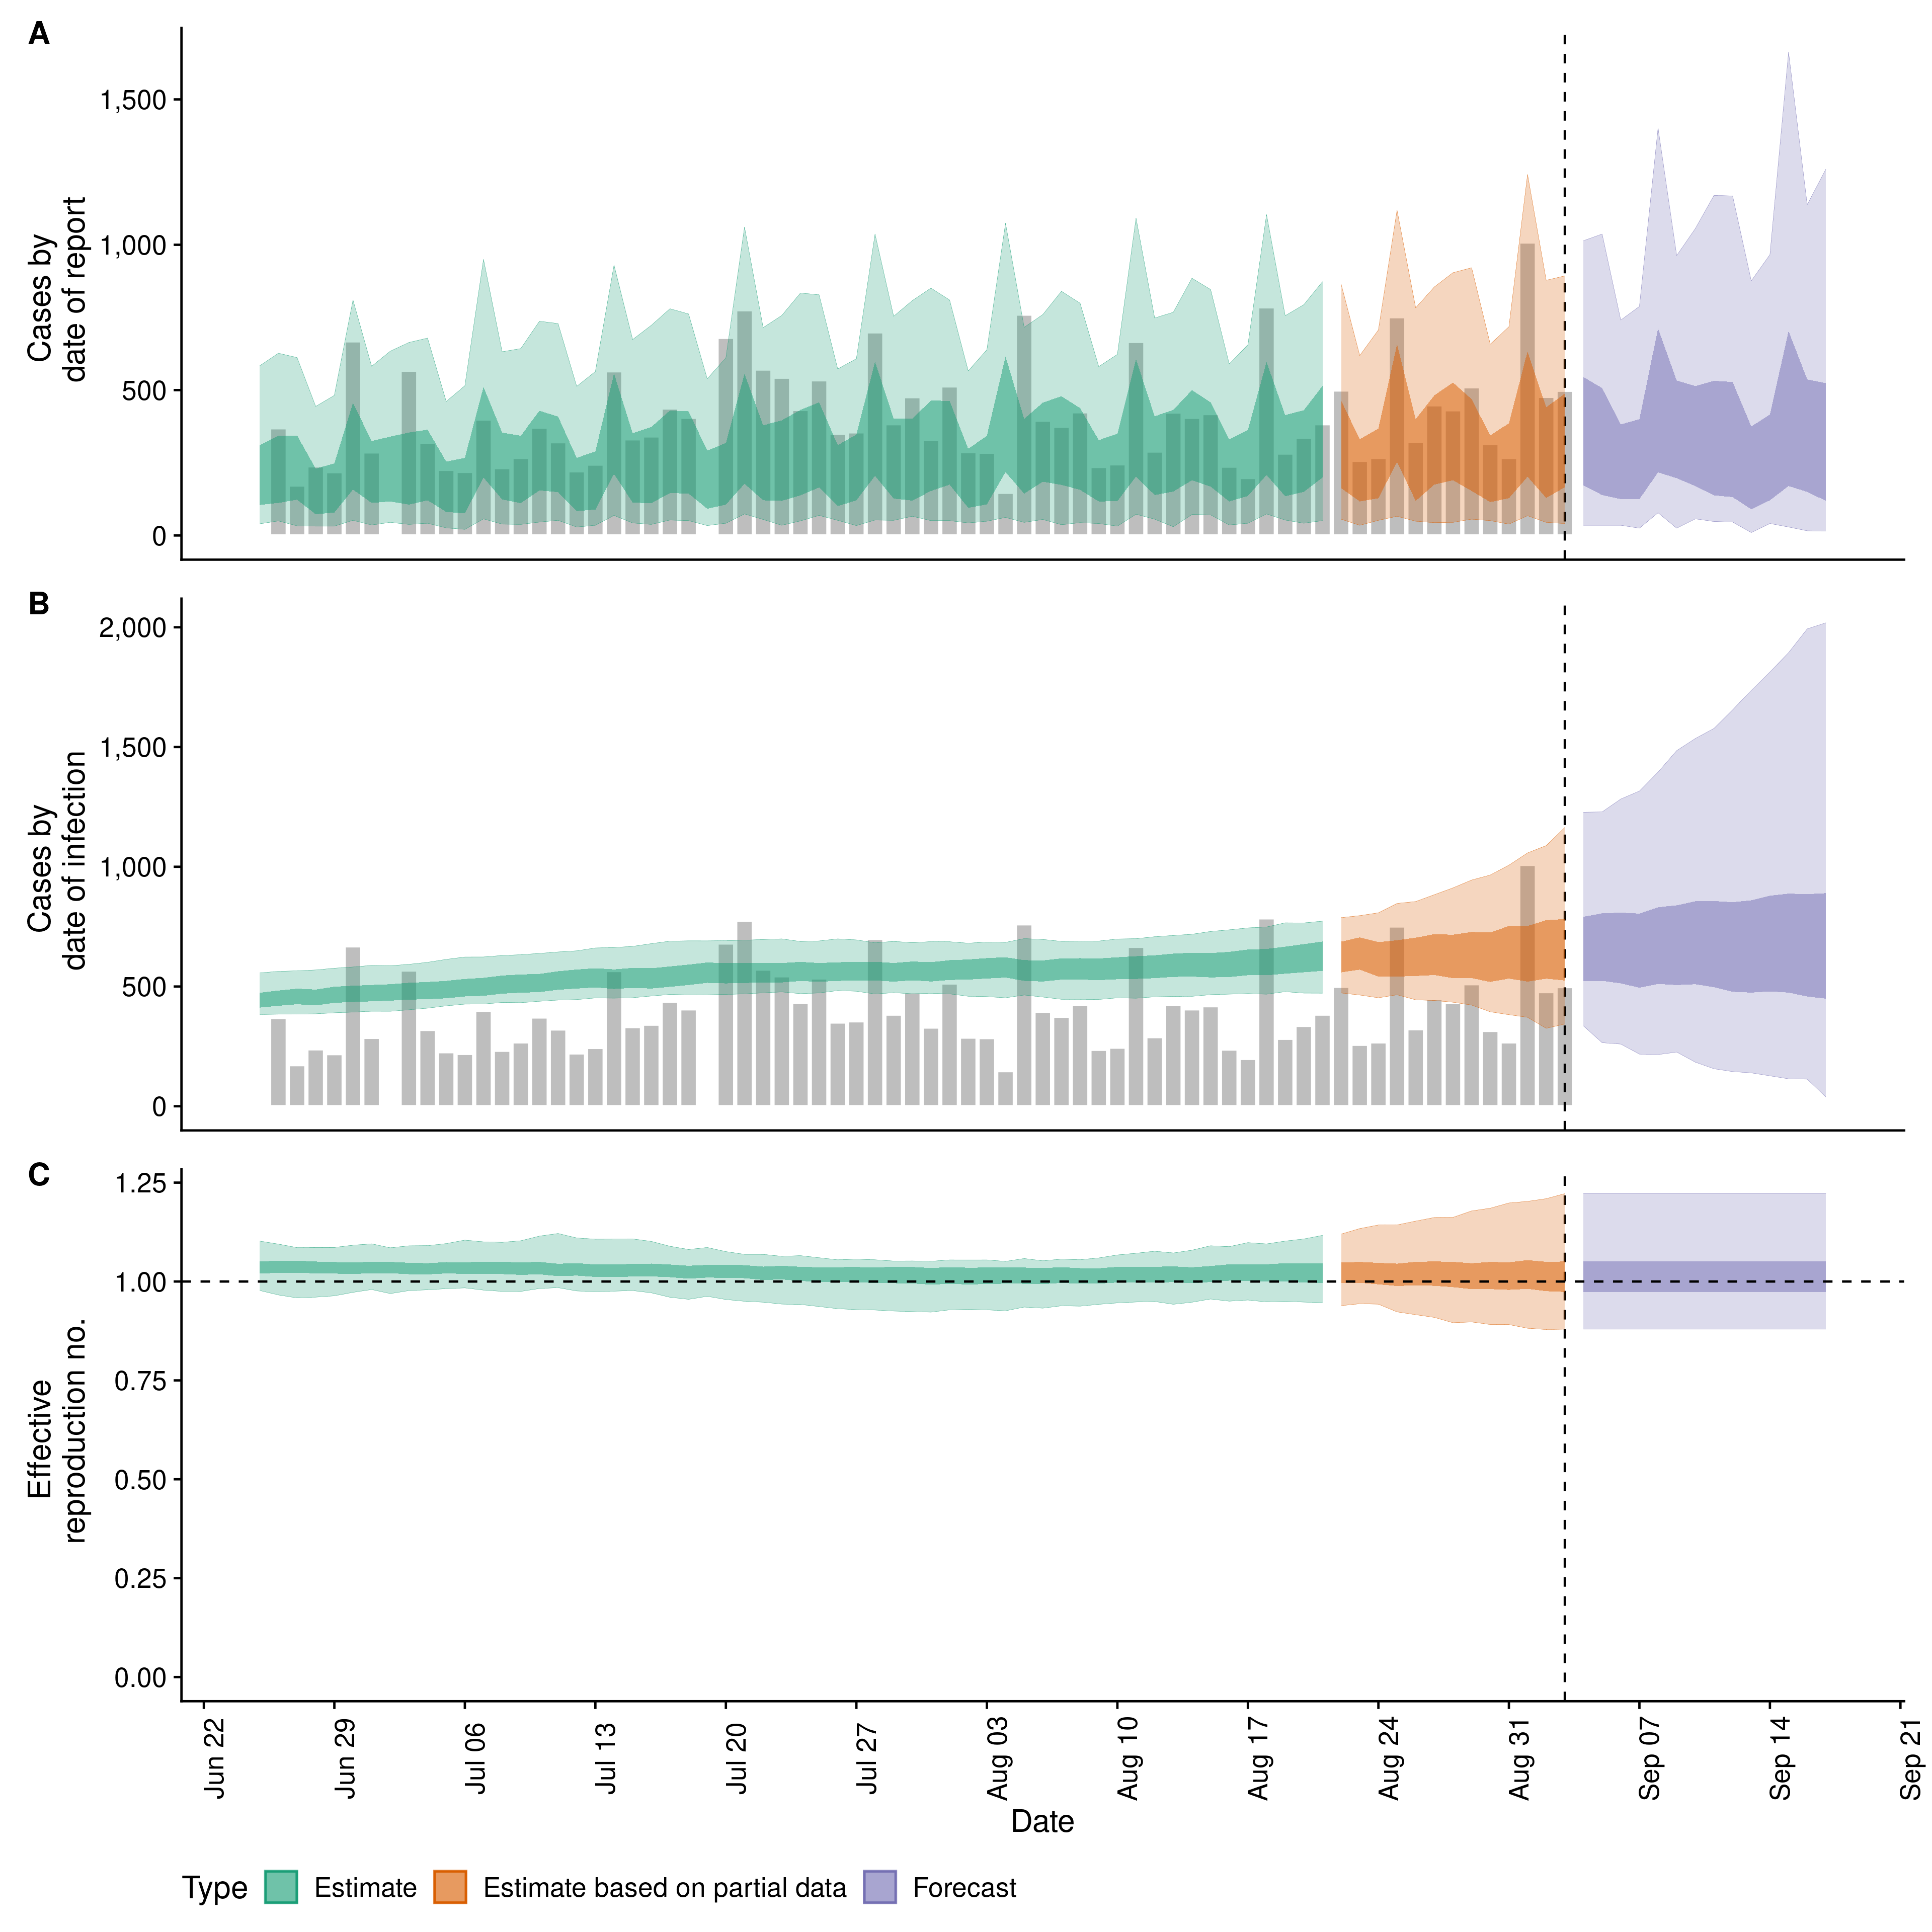 A
Cases by
date of report
1,500
1,000
500
0
B
Cases by
date of infection
2,000
1,500
1,000
500
0
C
Effective
reproduction no.
1.25
1.00
0.75
0.50
0.25
0.00
Jun 22
Jun 29
Jul 06
Jul 13
Jul 20
Jul 27
Aug 03
Aug 10
Aug 17
Aug 24
Aug 31
Sep 07
Sep 14
Sep 21
Date
Type Estimate Estimate based on partial data Forecast